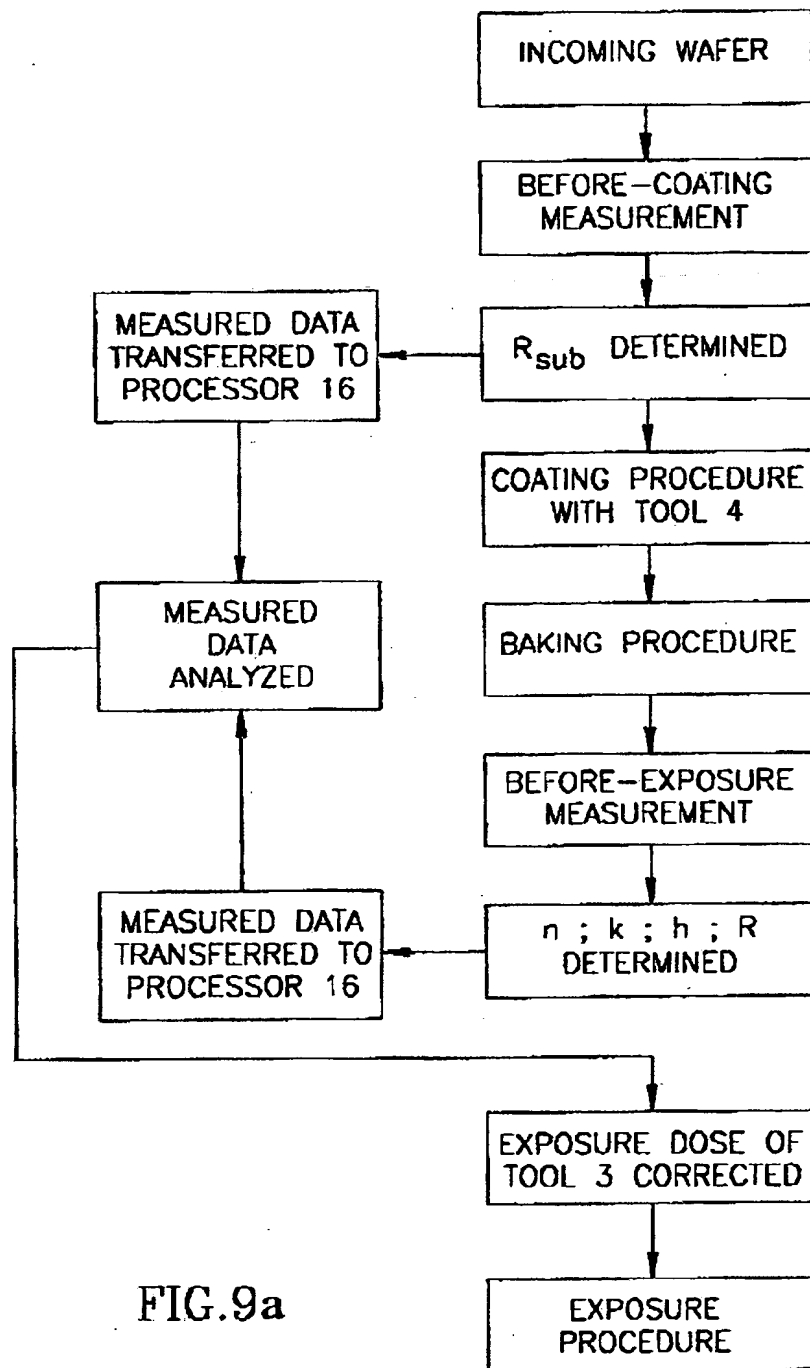 INCOMING WAFER
BEFORE-COATING
MEASUREMENT
R_sub DETERMINED
MEASURED DATA
TRANSFERRED TO
PROCESSOR 16
COATING PROCEDURE
WITH TOOL 4
MEASURED
DATA
ANALYZED
BAKING PROCEDURE
BEFORE-EXPOSURE
MEASUREMENT
n ; k ; h ; R
DETERMINED
MEASURED DATA
TRANSFERRED TO
PROCESSOR 16
EXPOSURE DOSE OF
TOOL 3 CORRECTED
EXPOSURE
PROCEDURE
FIG.9a